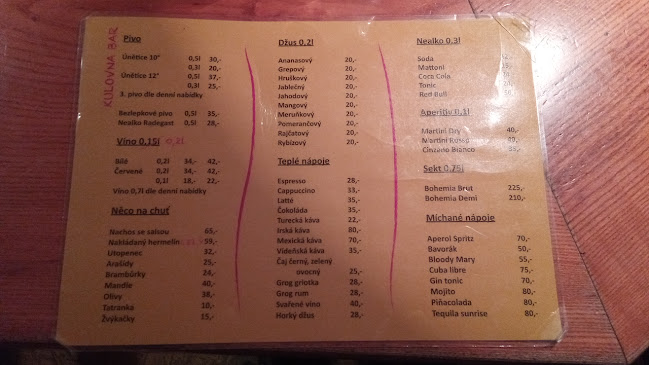 KULOVNA BAR
Pivo
Únětice 10° 0,5l 30,-
0,3l 20,-
Únětice 12° 0,5l 37,-
0,3l 25,-
3. pivo dle denní nabídky
Bezlepkové pivo 0,5l 35,-
Nealko Radegast 0,5l 28,-
Víno 0,15l 0,2l
Bílé 0,2l 34,- 42,-
Červené 0,2l 34,- 42,-
0,1l 18,- 22,-
Víno 0,7l dle denní nabídky
Něco na chuť
Nachos se salsou 65,-
Nakládaný hermelín 59,-
Utopenec 32,-
Arašídy 25,-
Brambůrky 24,-
Mandle 40,-
Olivy 38,-
Tatranka 10,-
Žvýkačky 15,-
Džus 0,2l
Ananasový 20,-
Grepový 20,-
Hruškový 20,-
Jablečný 20,-
Jahodový 20,-
Mangový 20,-
Meruňkový 20,-
Pomerančový 20,-
Rajčatový 20,-
Rybízový 20,-
Teplé nápoje
Espresso 28,-
Cappuccino 33,-
Latté 35,-
Čokoláda 35,-
Turecká káva 22,-
Irská káva 80,-
Mexická káva 70,-
Vídeňská káva 35,-
Čaj černý, zelený
ovocný 25,-
Grog griotka 28,-
Grog rum 28,-
Svařené víno 40,-
Horký džus 28,-
Nealko 0,3l
Soda
Mattoni
Coca Cola
Tonic
Red Bull
Aperitiv 0,1l
Martini Dry 40,-
Martini Rosso 40,-
Cinzano Bianco 35,-
Sekt 0,75l
Bohemia Brut 225,-
Bohemia Demi 210,-
Míchané nápoje
Aperol Spritz 70,-
Bavorák 50,-
Bloody Mary 55,-
Cuba libre 75,-
Gin tonic 70,-
Mojito 80,-
Piñacolada 80,-
Tequila sunrise 80,-